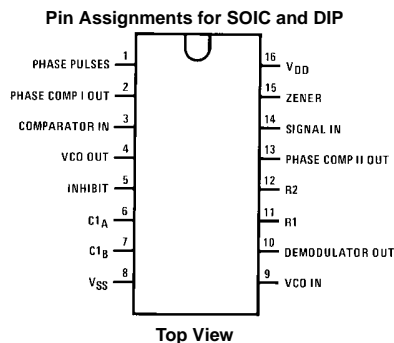 Pin Assignments for SOIC and DIP
PHASE PULSES 1
PHASE COMP I OUT 2
COMPARATOR IN 3
VCO OUT 4
INHIBIT 5
C1A 6
C1B 7
VSS 8
16 VDD
15 ZENER
14 SIGNAL IN
13 PHASE COMP II OUT
12 R2
11 R1
10 DEMODULATOR OUT
9 VCO IN
Top View